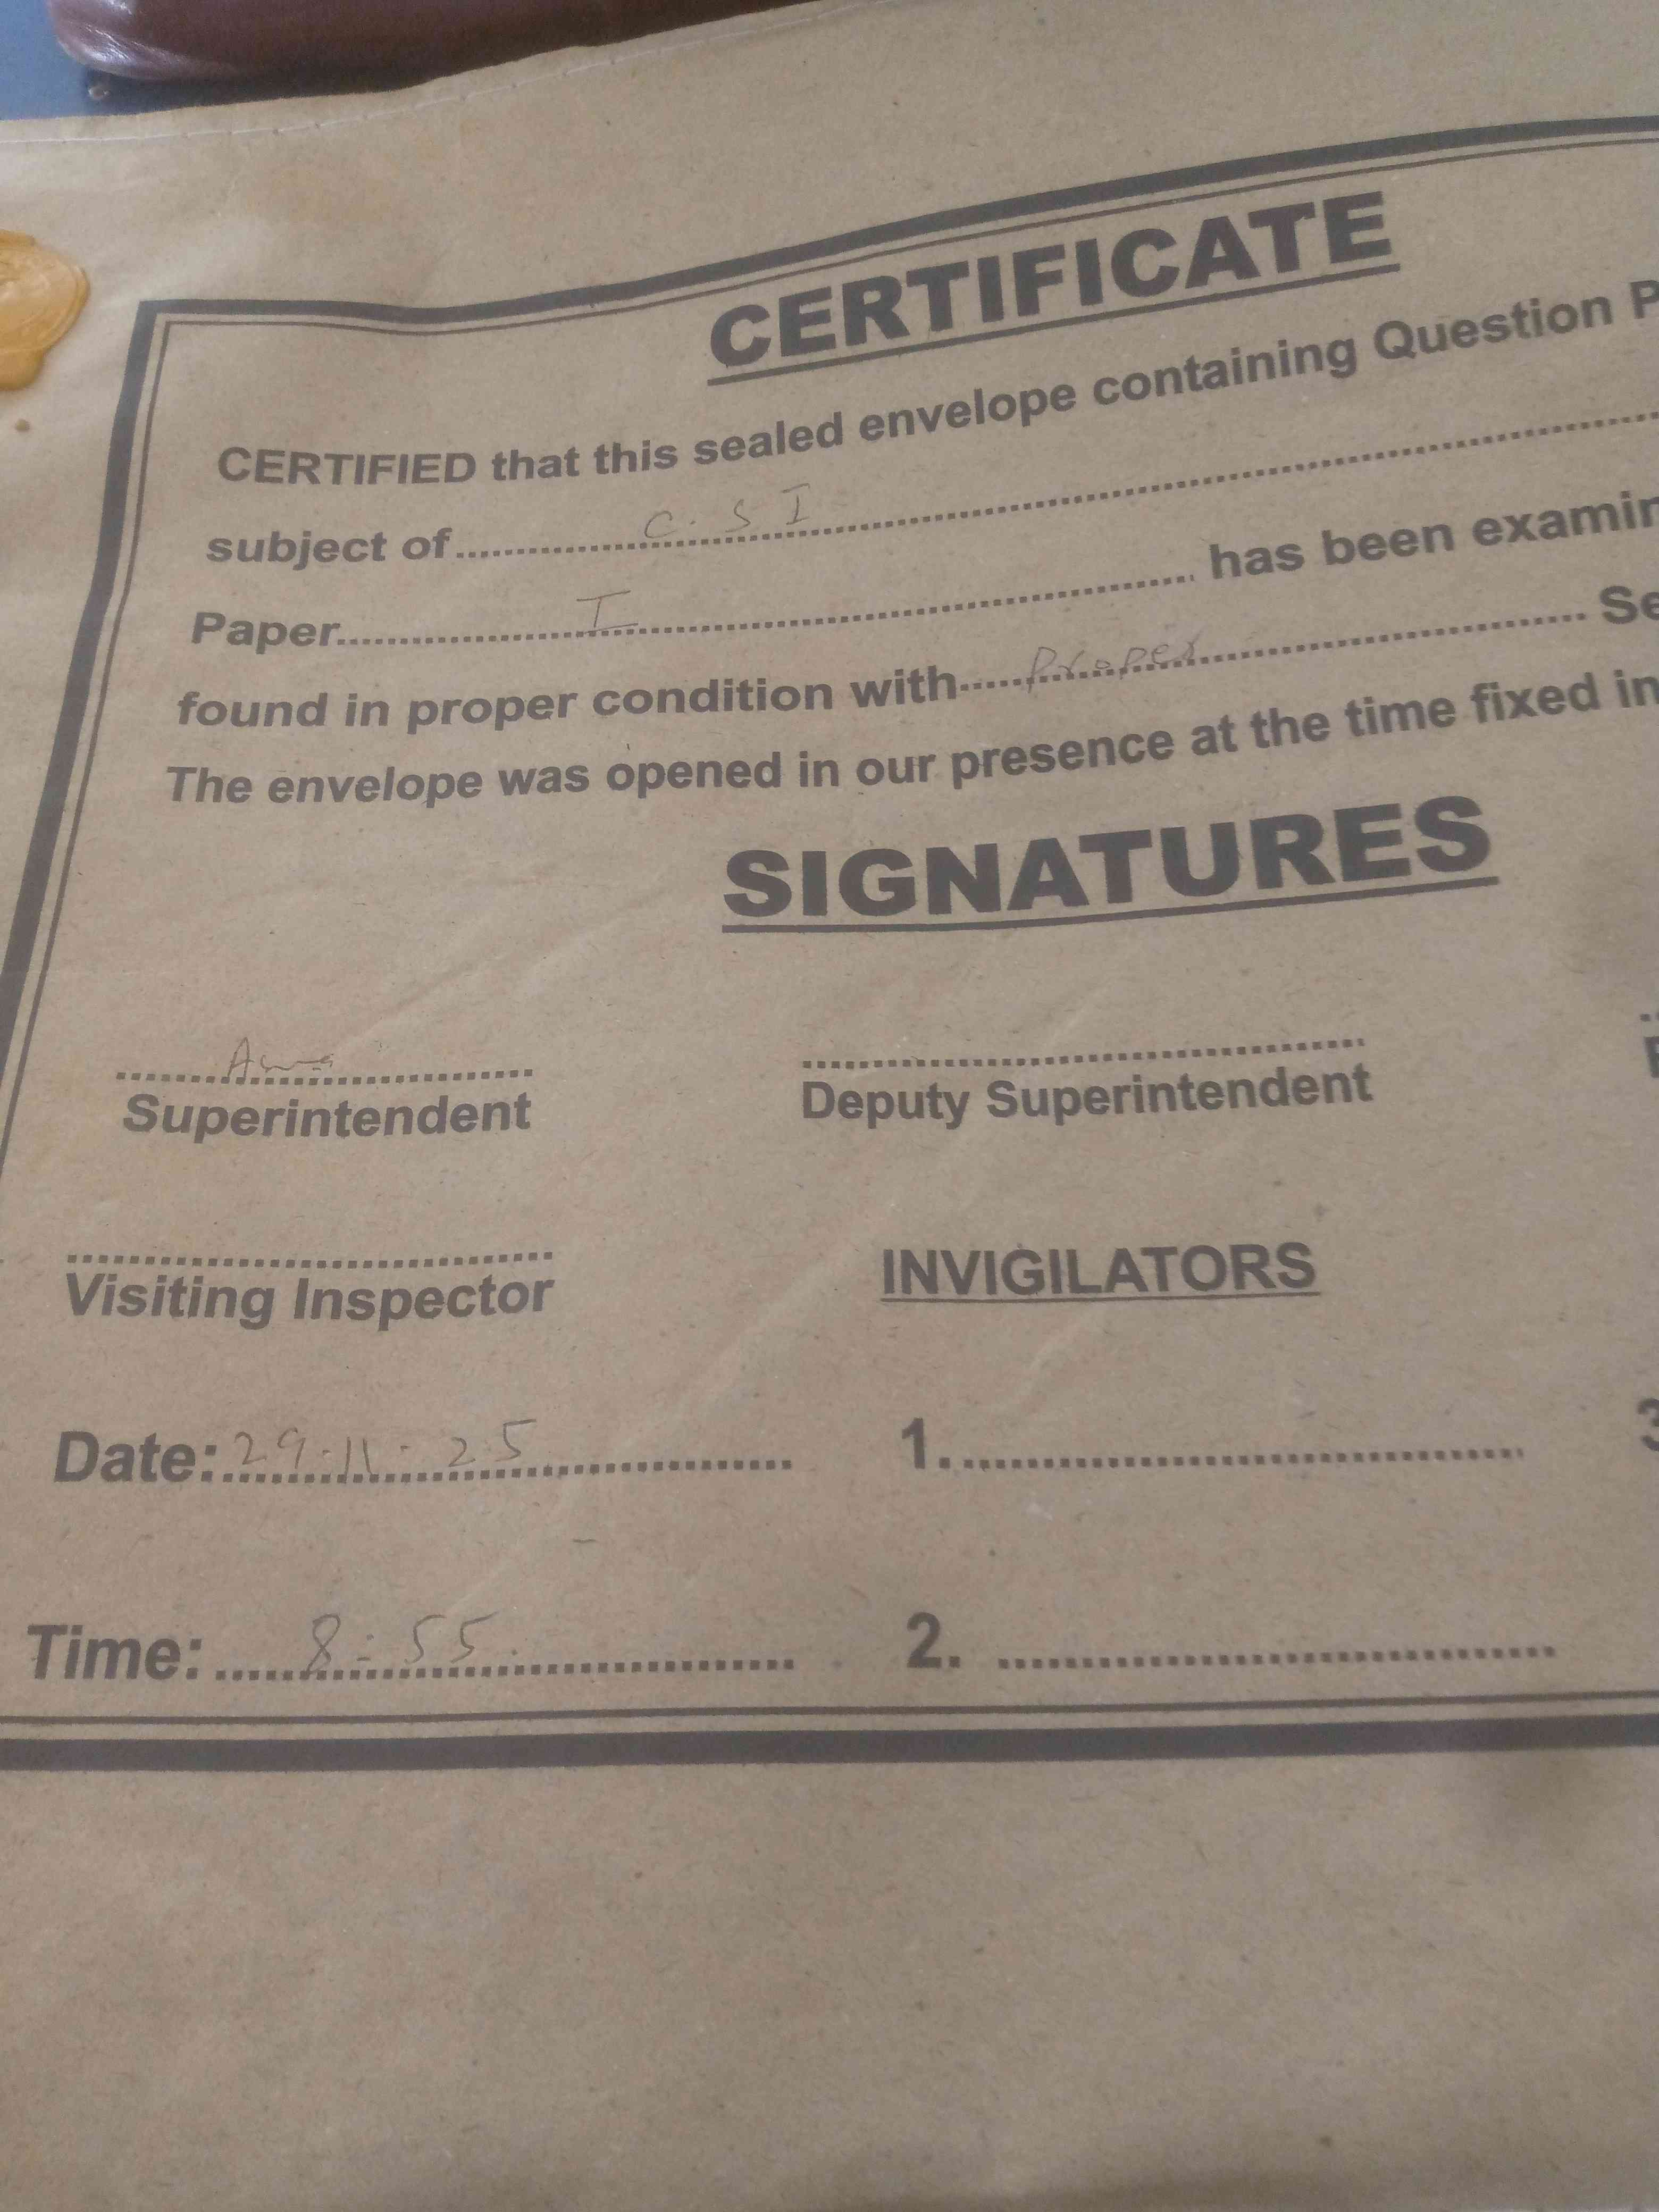 CERTIFICATE
CERTIFIED that this sealed envelope containing Question P
subject of.......... C. S I ..........
Paper.......... I .......... has been examin
found in proper condition with.......... Proper .......... Se
The envelope was opened in our presence at the time fixed in
SIGNATURES
Superintendent
Deputy Superintendent
Visiting Inspector
INVIGILATORS
Date: 29.11.25
1. ..........
3
Time: 8:55
2. ..........